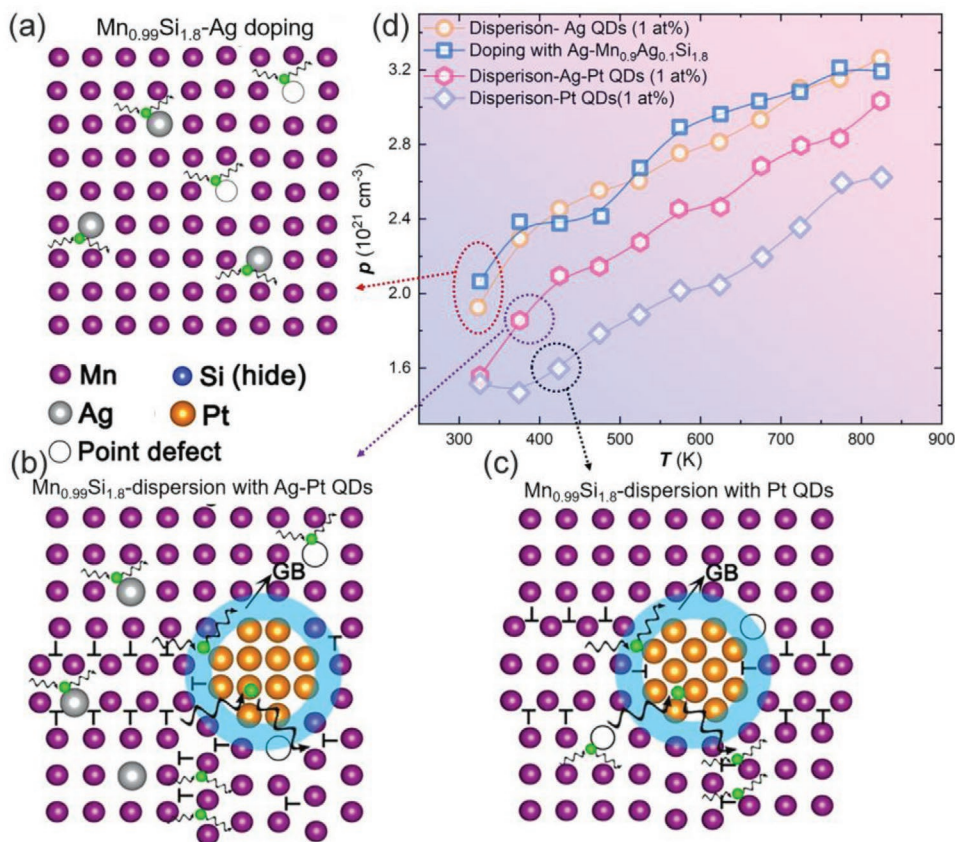 (a)
Mn₀.₉₉Si₁.₈-Ag doping
Mn
Si (hide)
Ag
Pt
Point defect
(d)
Disperison- Ag QDs (1 at%)
Doping with Ag-Mn₀.₉Ag₀.₁Si₁.₈
Disperison-Ag-Pt QDs (1 at%)
Disperison-Pt QDs(1 at%)
p (10²¹ cm⁻³)
3.2
2.8
2.4
2.0
1.6
300 400 500 600 700 800 900
T (K)
(b)
Mn₀.₉₉Si₁.₈-dispersion with Ag-Pt QDs
GB
(c)
Mn₀.₉₉Si₁.₈-dispersion with Pt QDs
GB